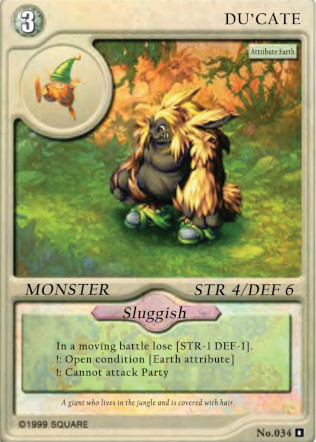 3
DU'CATE
Attribute Earth
MONSTER
STR 4/DEF 6
Sluggish
In a moving battle lose [STR-1 DEF-1].
!: Open condition [Earth attribute]
!: Cannot attack Party
A giant who lives in the jungle and is covered with hair.
No.034
©1999 SQUARE